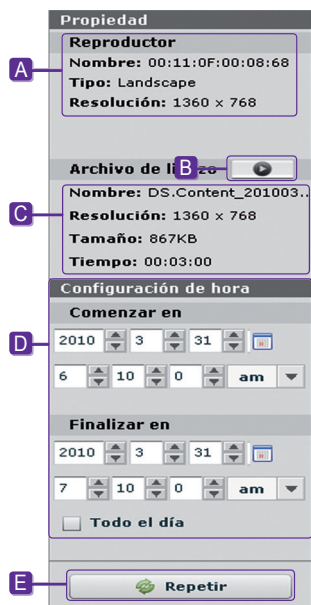 Propiedad
Reproductor
A
Nombre: 00:11:0F:00:08:68
Tipo: Landscape
Resolución: 1360 x 768
Archivo de
B
C
Nombre: DS.Content_201003..
Resolución: 1360 x 768
Tamaño: 867KB
Tiempo: 00:03:00
Configuración de hora
Comenzar en
D
2010 3 31
6 10 0 am
Finalizar en
2010 3 31
7 10 0 am
Todo el día
E
Repetir